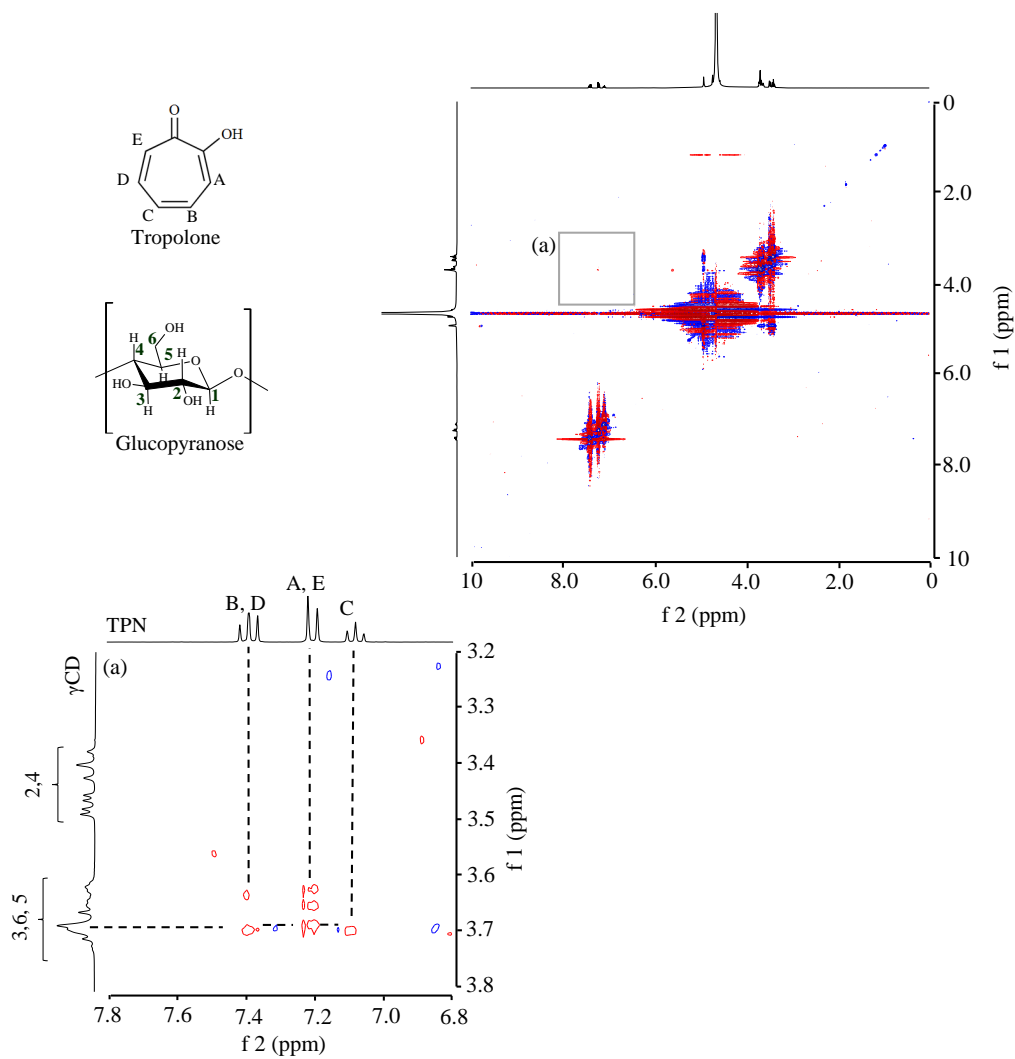 O
OH
E
D
A
C
B
Tropolone
OH
6
H
4
H
5
O
H
HO
2
O
3
OH
1
H
H
Glucopyranose
(a)
0
2.0
4.0
6.0
8.0
10
f 1 (ppm)
10
8.0
6.0
4.0
2.0
0
f 2 (ppm)
TPN
B, D
A, E
C
(a)
γCD
2,4
3,6, 5
3.2
3.3
3.4
3.5
3.6
3.7
3.8
f 1 (ppm)
7.8
7.6
7.4
7.2
7.0
6.8
f 2 (ppm)